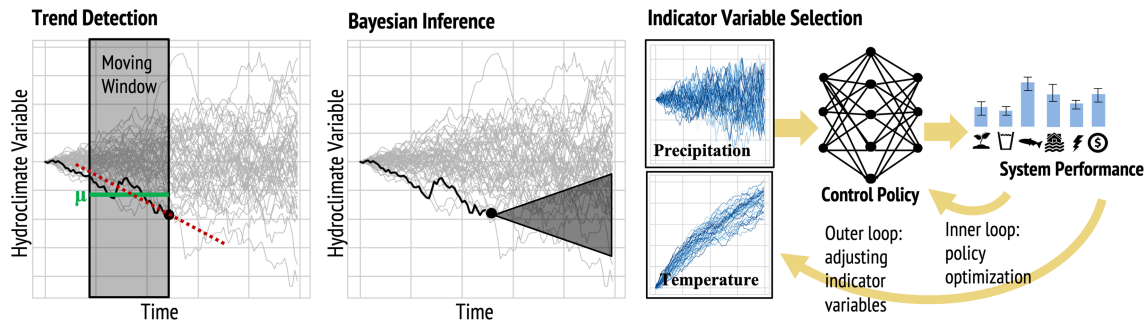 Trend Detection
Hydroclimate Variable
Moving
Window
μ
Time
Bayesian Inference
Hydroclimate Variable
Time
Indicator Variable Selection
Precipitation
Temperature
Control Policy
$
System Performance
Outer loop:
adjusting
indicator
variables
Inner loop:
policy
optimization